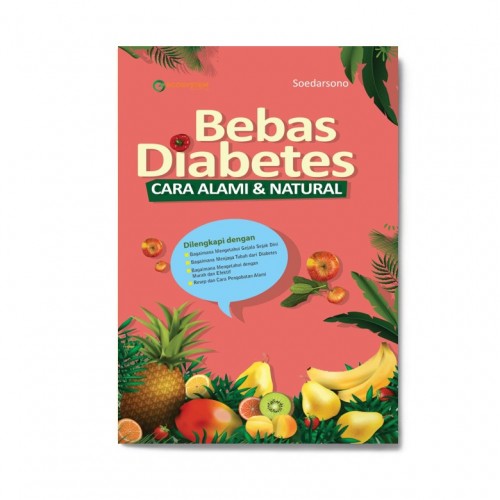 Soedarsono
Bebas
Diabetes
CARA ALAMI & NATURAL
Dilengkapi dengan
Bagaimana Mengetahui Gejala Sejak Dini
Bagaimana Menjaga Tubuh dari Diabetes
Bagaimana Mengatasi dengan
Murah dan Efektif
Resep dan Cara Pengobatan Alami